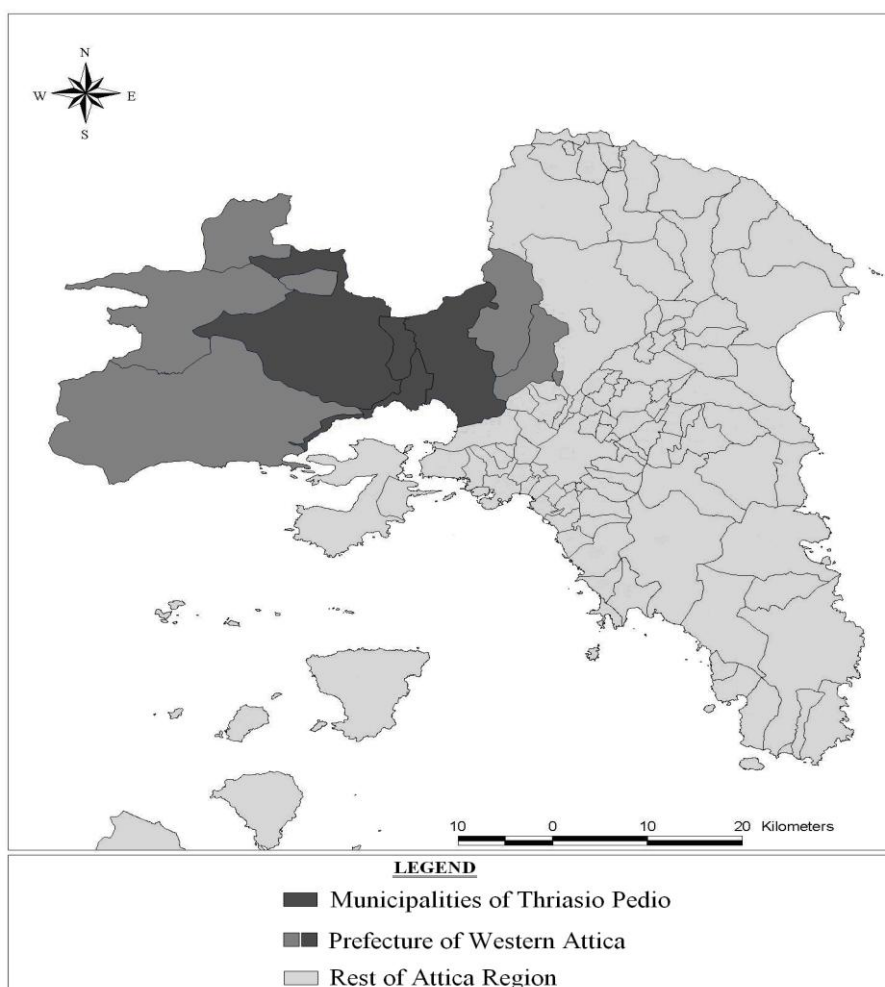 N
W E
S
10 0 10 20 Kilometers
LEGEND
Municipalities of Thriasio Pedio
Prefecture of Western Attica
Rest of Attica Region